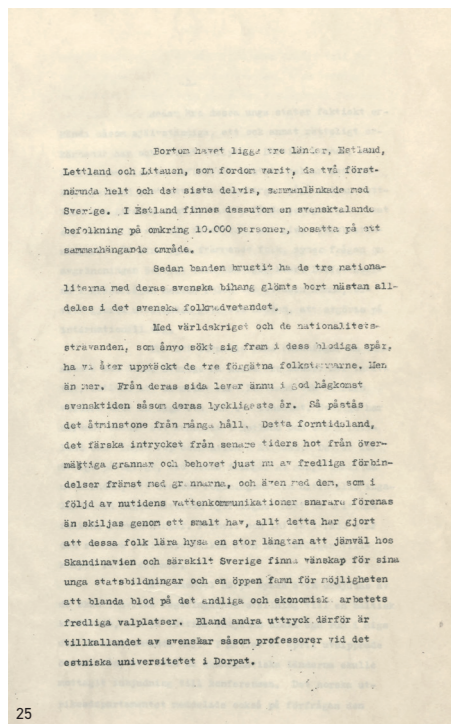 Bortom havet ligga tre länder, Estland,
Lettland och Litauen, som fordom varit, de två först-
nämnda helt och det sista delvis, sammanlänkade med
Sverige. I Estland finnes dessutom en svensktalande
befolkning på omkring 10.000 personer, besatta på ett
sammanhängande område.
Sedan banden brustit ha de tre nationa-
literna med deras svenska bihang glömts bort nästan all-
deles i det svenska folkmedvetandet.
Med världskriget och de nationalitets-
strävanden, som ånyo sökt sig fram i dess blodiga spår,
ha vi åter upptäckt de tre förgätna folkstammarne. Men
än mer. Från deras sida lever ännu i god hågkomst
svensktiden såsom deras lyckligaste år. Så påstås
det åtminstone från många håll. Detta forntidsland,
det färska intrycket från senare tiders hot från över-
mäktiga grannar och behovet just nu av fredliga förbin-
delser främst med grannarna, och även med dem, som i
följd av nutidens vattenkommunikationer snarare förenas
än skiljas genom ett smalt hav, allt detta har gjort
att dessa folk lära hysa en stor längtan att jämväl hos
Skandinavien och särskilt Sverige finna vänskap för sina
unga statsbildningar och en öppen famn för möjligheten
att blanda blod på det andliga och ekonomiska arbetets
fredliga valplatser. Bland andra uttryck därför är
tillkallandet av svenskar såsom professorer vid det
estniska universitetet i Dorpat.
25